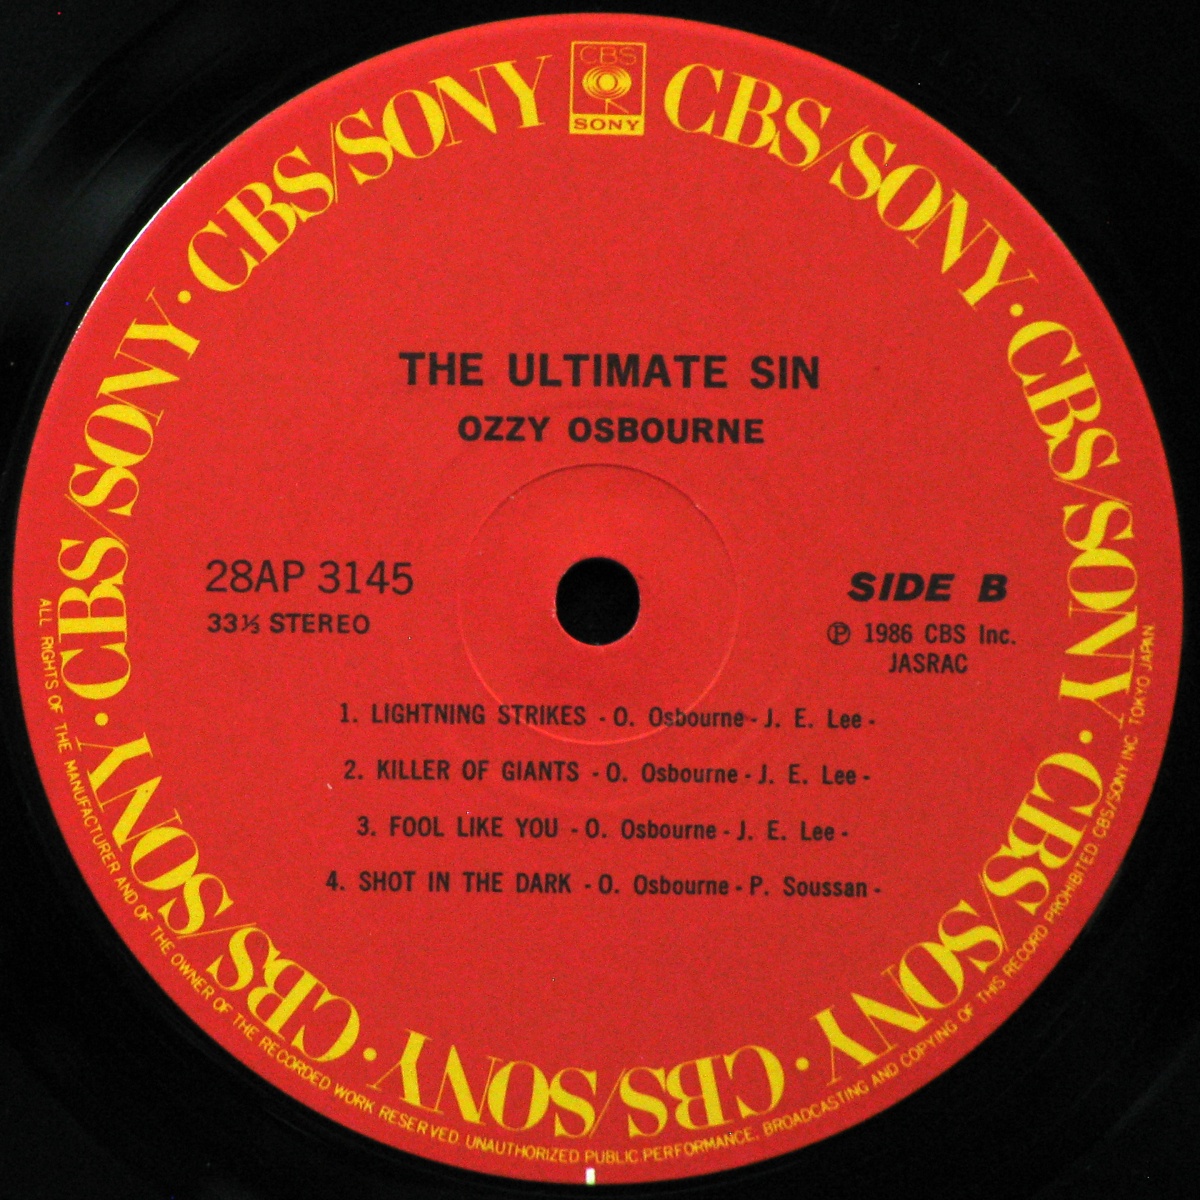 CBS
SONY
CBS/SONY · CBS/SONY · CBS/SONY · CBS/SONY · CBS/SONY · CBS/SONY · CBS/SONY
THE ULTIMATE SIN
OZZY OSBOURNE
28AP 3145
33⅓ STEREO
SIDE B
Ⓟ 1986 CBS Inc.
JASRAC
1. LIGHTNING STRIKES - O. Osbourne - J. E. Lee -
2. KILLER OF GIANTS - O. Osbourne - J. E. Lee -
3. FOOL LIKE YOU - O. Osbourne - J. E. Lee -
4. SHOT IN THE DARK - O. Osbourne - P. Soussan -
ALL RIGHTS OF THE MANUFACTURER AND OF THE OWNER OF THE RECORDED WORK RESERVED. UNAUTHORIZED PUBLIC PERFORMANCE, BROADCASTING AND COPYING OF THIS RECORD PROHIBITED CBS/SONY INC. TOKYO JAPAN.